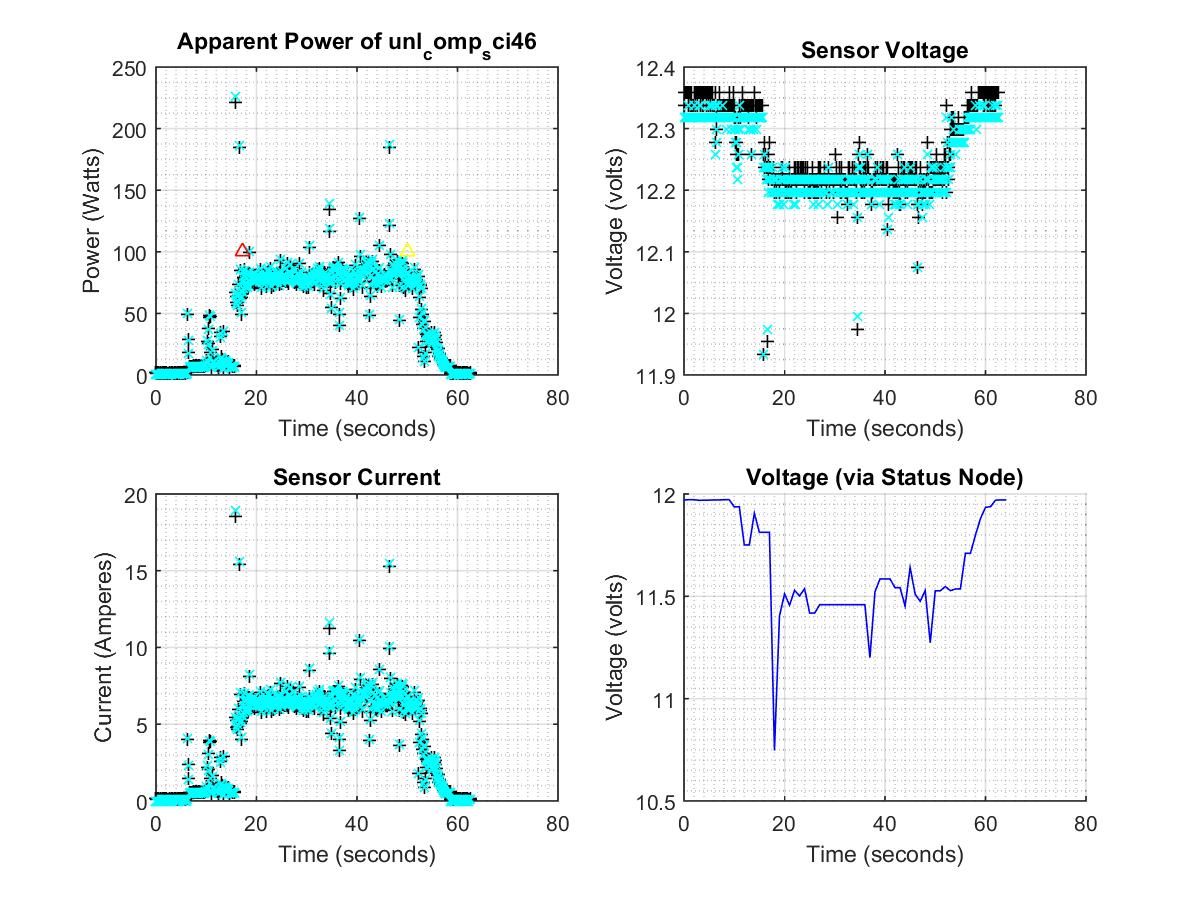 Apparent Power of unl_comp_sci46
250
200
150
100
50
0
Power (Watts)
0 20 40 60 80
Time (seconds)
Sensor Voltage
12.4
12.3
12.2
12.1
12
11.9
Voltage (volts)
0 20 40 60 80
Time (seconds)
Sensor Current
20
15
10
5
0
Current (Amperes)
0 20 40 60 80
Time (seconds)
Voltage (via Status Node)
12
11.5
11
10.5
Voltage (volts)
0 20 40 60 80
Time (seconds)